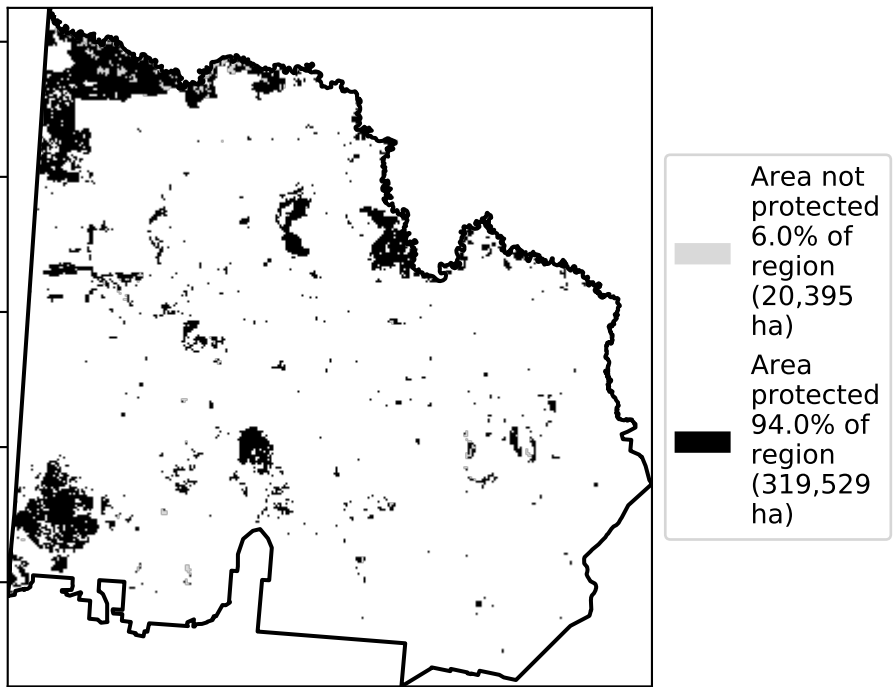 Area not
protected
6.0% of
region
(20,395
ha)
Area
protected
94.0% of
region
(319,529
ha)